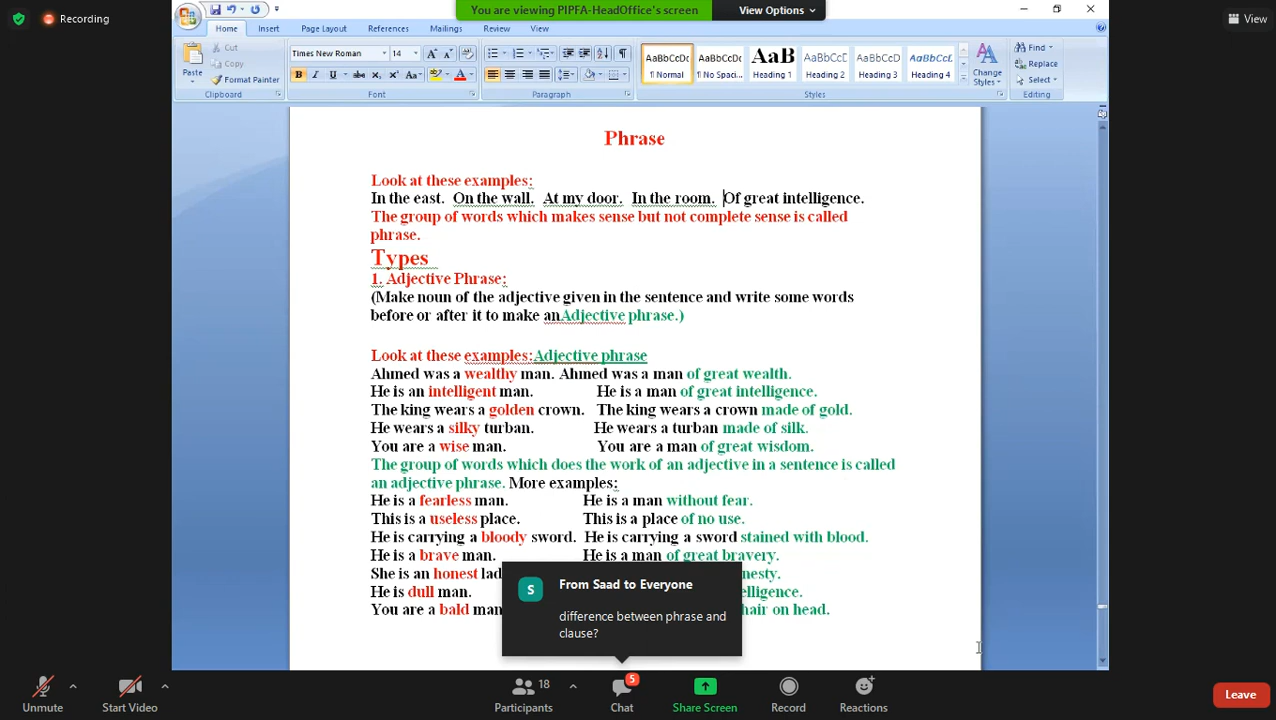 Recording
You are viewing PIPFA-HeadOffice's screen
View Options
View
Home Insert Page Layout References Mailings Review View
Paste
Cut
Copy
Format Painter
Clipboard
Times New Roman 14
B I U abc X₂ X² Aa
Font
Paragraph
AaBbCcDc AaBbCcDc AaB AaBbCcDd AaBbCcDd AaBbCcDc
¶ Normal ¶ No Spaci... Heading 1 Heading 2 Heading 3 Heading 4
Change Styles
Styles
Find
Replace
Select
Editing
Phrase
Look at these examples:
In the east. On the wall. At my door. In the room. Of great intelligence.
The group of words which makes sense but not complete sense is called
phrase.
Types
1. Adjective Phrase:
(Make noun of the adjective given in the sentence and write some words
before or after it to make anAdjective phrase.)
Look at these examples:Adjective phrase
Ahmed was a wealthy man. Ahmed was a man of great wealth.
He is an intelligent man. He is a man of great intelligence.
The king wears a golden crown. The king wears a crown made of gold.
He wears a silky turban. He wears a turban made of silk.
You are a wise man. You are a man of great wisdom.
The group of words which does the work of an adjective in a sentence is called
an adjective phrase. More examples:
He is a fearless man. He is a man without fear.
This is a useless place. This is a place of no use.
He is carrying a bloody sword. He is carrying a sword stained with blood.
He is a brave man. He is a man of great bravery.
She is an honest lad nesty.
He is dull man. elligence.
You are a bald man hair on head.
S
From Saad to Everyone
difference between phrase and
clause?
Unmute
Start Video
18
Participants
5
Chat
Share Screen
Record
Reactions
Leave